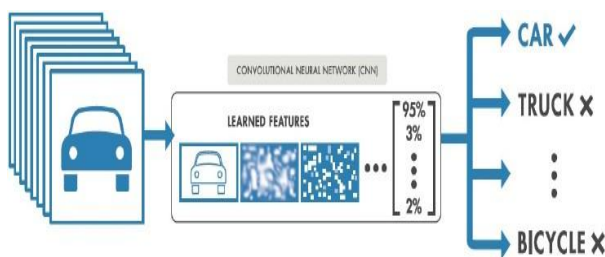 CONVOLUTIONAL NEURAL NETWORK (CNN)
LEARNED FEATURES
95%
3%
2%
CAR ✓
TRUCK ✗
BICYCLE ✗